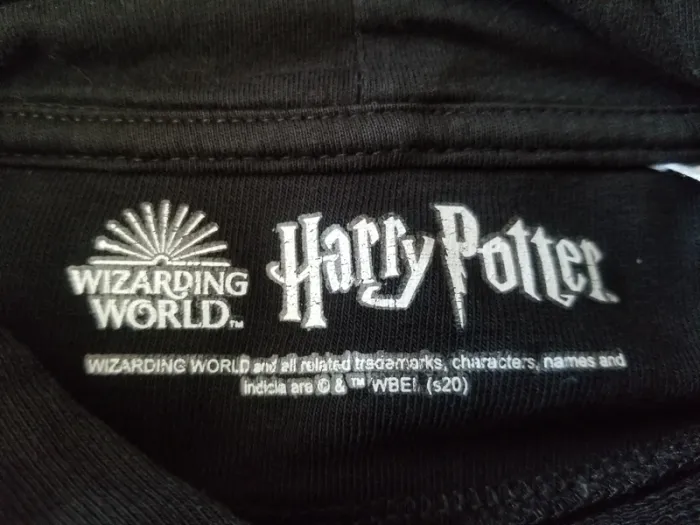 WIZARDING
WORLD™
Harry Potter
WIZARDING WORLD and all related trademarks, characters, names and
indicia are © & ™ WBEI. (s20)